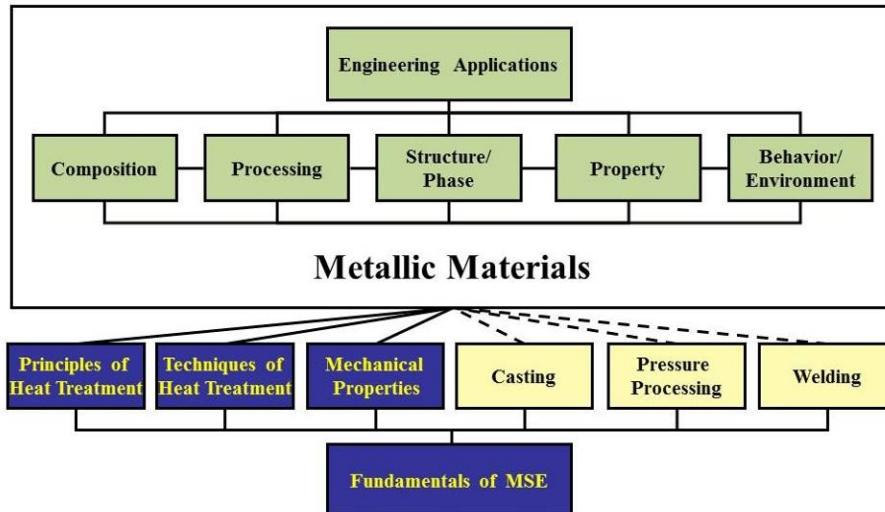 Engineering Applications
Composition
Processing
Structure/
Phase
Property
Behavior/
Environment
Metallic Materials
Principles of
Heat Treatment
Techniques of
Heat Treatment
Mechanical
Properties
Casting
Pressure
Processing
Welding
Fundamentals of MSE